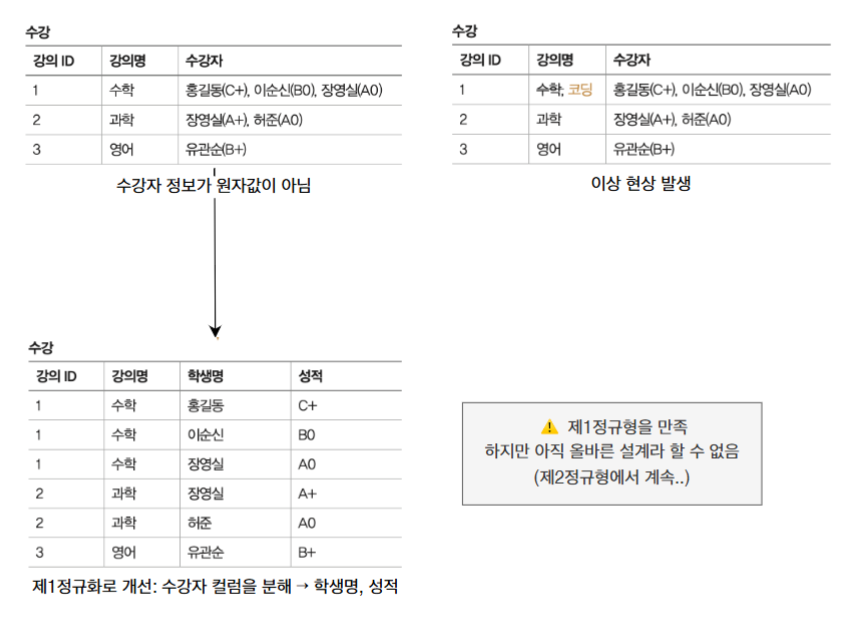 수강
강의 ID 강의명 수강자
1 수학 홍길동(C+), 이순신(B0), 장영실(A0)
2 과학 장영실(A+), 허준(A0)
3 영어 유관순(B+)
수강자 정보가 원자값이 아님
수강
강의 ID 강의명 수강자
1 수학, 코딩 홍길동(C+), 이순신(B0), 장영실(A0)
2 과학 장영실(A+), 허준(A0)
3 영어 유관순(B+)
이상 현상 발생
수강
강의 ID 강의명 학생명 성적
1 수학 홍길동 C+
1 수학 이순신 B0
1 수학 장영실 A0
2 과학 장영실 A+
2 과학 허준 A0
3 영어 유관순 B+
제1정규화로 개선: 수강자 컬럼을 분해 → 학생명, 성적
⚠ 제1정규형을 만족
하지만 아직 올바른 설계라 할 수 없음
(제2정규형에서 계속..)